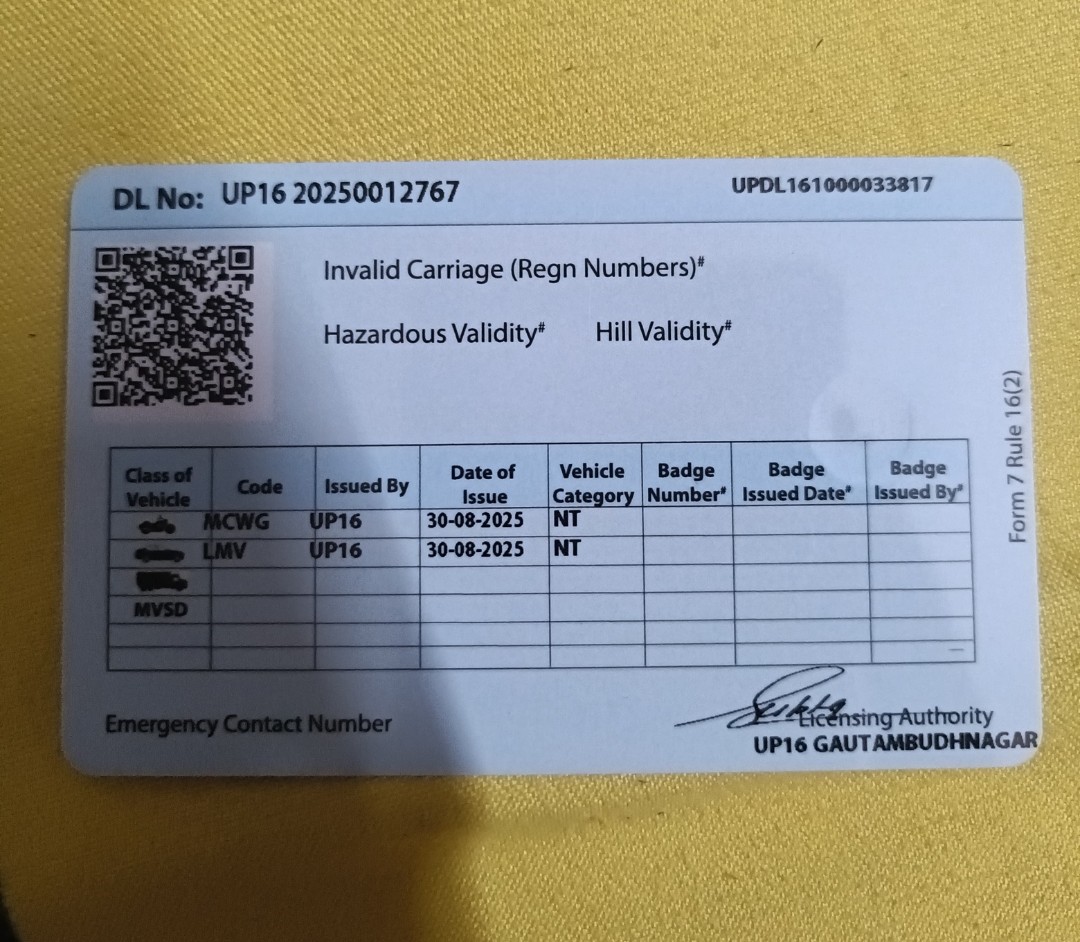 DL No: UP16 20250012767 UPDL161000033817
Invalid Carriage (Regn Numbers)#
Hazardous Validity# Hill Validity#
Form 7 Rule 16(2)
Class of Vehicle Code Issued By Date of Issue Vehicle Category Badge Number# Badge Issued Date# Badge Issued By#
MCWG UP16 30-08-2025 NT
LMV UP16 30-08-2025 NT
MVSD
Emergency Contact Number
Licensing Authority
UP16 GAUTAMBUDHNAGAR